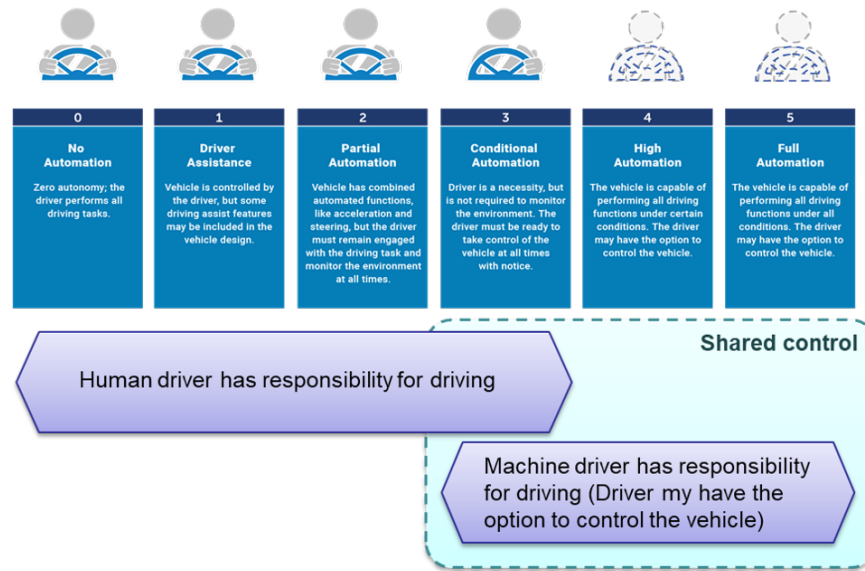 0
No
Automation
Zero autonomy; the
driver performs all
driving tasks.
1
Driver
Assistance
Vehicle is controlled by
the driver, but some
driving assist features
may be included in the
vehicle design.
2
Partial
Automation
Vehicle has combined
automated functions,
like acceleration and
steering, but the driver
must remain engaged
with the driving task and
monitor the environment
at all times.
3
Conditional
Automation
Driver is a necessity, but
is not required to monitor
the environment. The
driver must be ready to
take control of the
vehicle at all times
with notice.
4
High
Automation
The vehicle is capable of
performing all driving
functions under certain
conditions. The driver
may have the option to
control the vehicle.
5
Full
Automation
The vehicle is capable of
performing all driving
functions under all
conditions. The driver
may have the option to
control the vehicle.
Shared control
Human driver has responsibility for driving
Machine driver has responsibility
for driving (Driver my have the
option to control the vehicle)